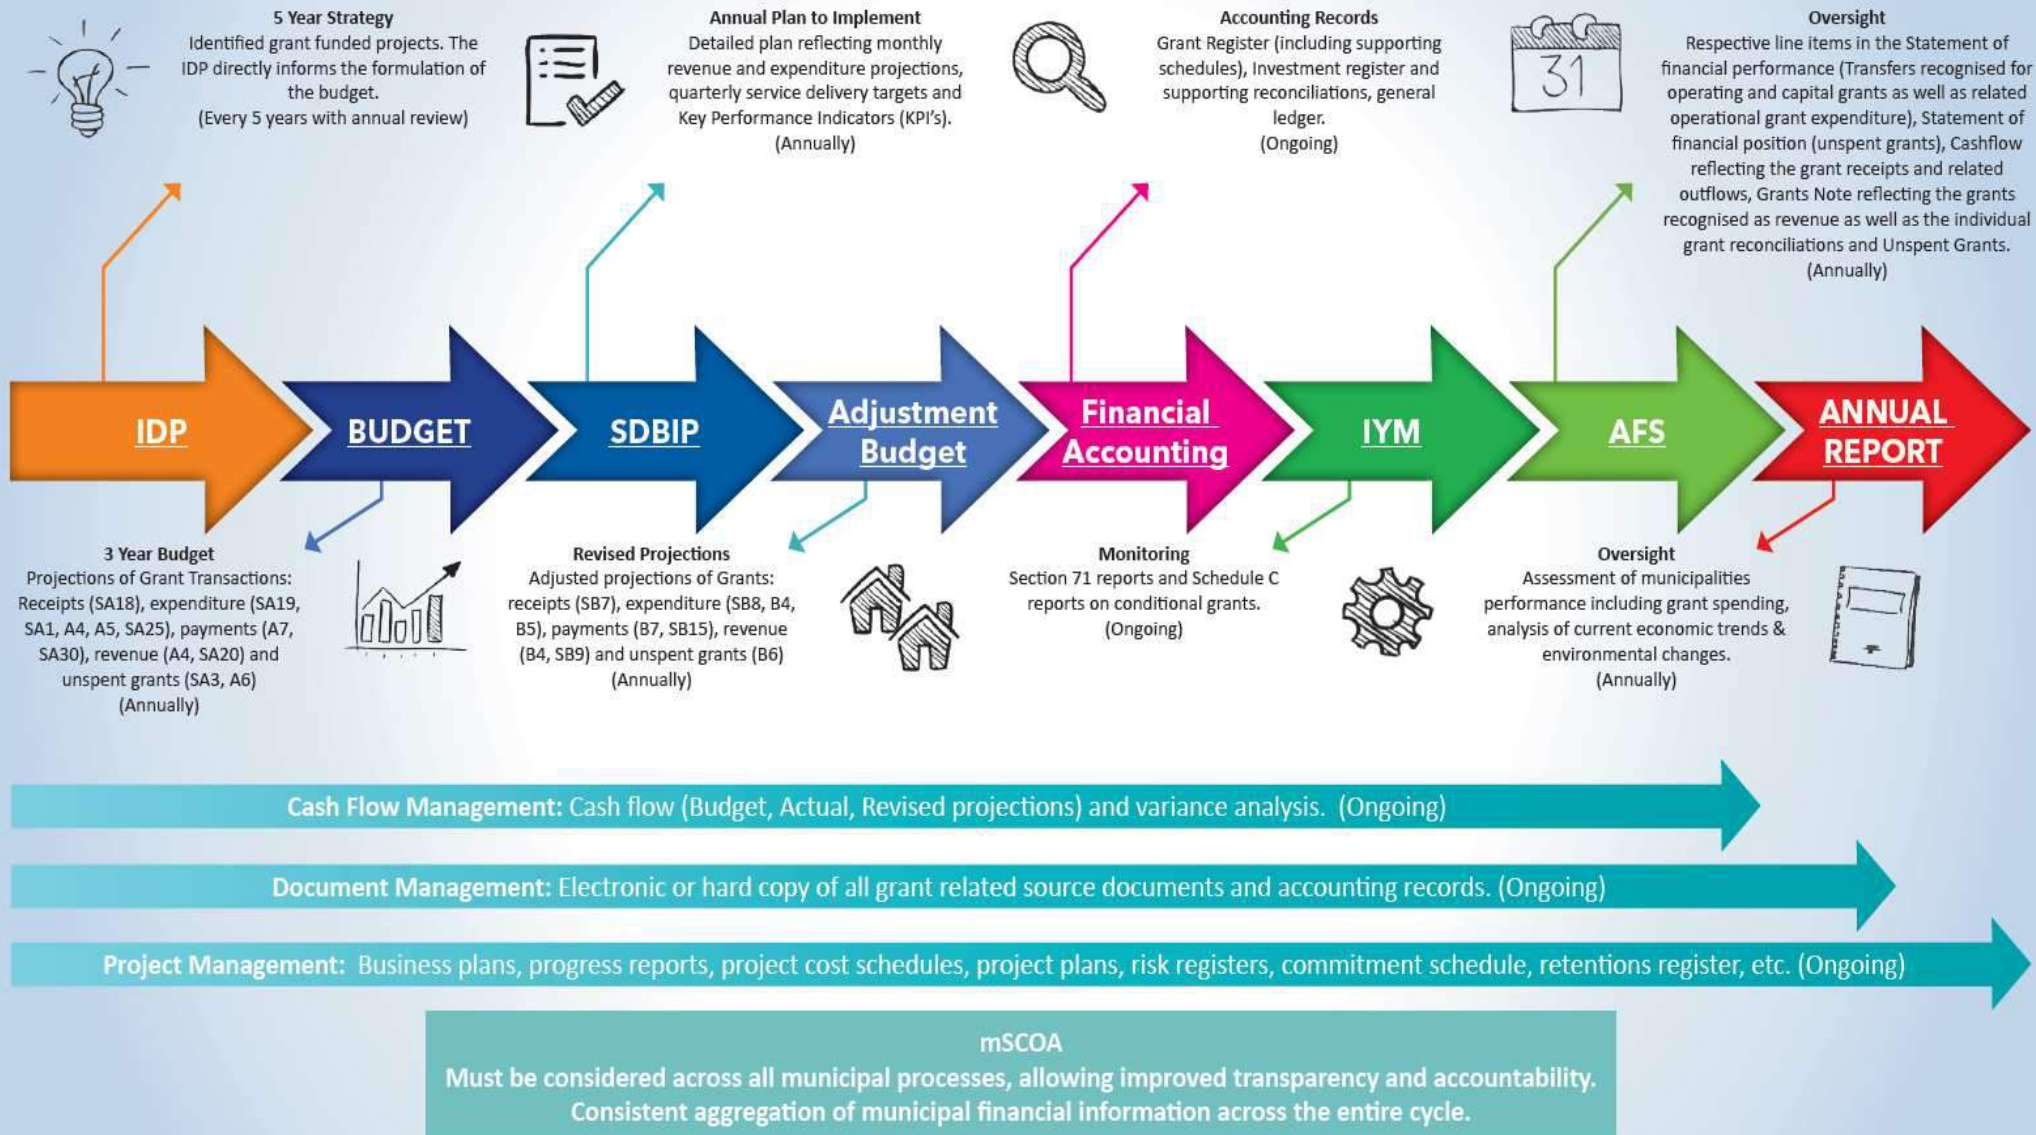 5 Year Strategy
Identified grant funded projects. The
IDP directly informs the formulation of
the budget.
(Every 5 years with annual review)
Annual Plan to Implement
Detailed plan reflecting monthly
revenue and expenditure projections,
quarterly service delivery targets and
Key Performance Indicators (KPI's).
(Annually)
Accounting Records
Grant Register (including supporting
schedules), Investment register and
supporting reconciliations, general
ledger.
(Ongoing)
31
Oversight
Respective line items in the Statement of
financial performance (Transfers recognised for
operating and capital grants as well as related
operational grant expenditure), Statement of
financial position (unspent grants), Cashflow
reflecting the grant receipts and related
outflows, Grants Note reflecting the grants
recognised as revenue as well as the individual
grant reconciliations and Unspent Grants.
(Annually)
IDP
BUDGET
SDBIP
Adjustment
Budget
Financial
Accounting
IYM
AFS
ANNUAL
REPORT
3 Year Budget
Projections of Grant Transactions:
Receipts (SA18), expenditure (SA19,
SA1, A4, A5, SA25), payments (A7,
SA30), revenue (A4, SA20) and
unspent grants (SA3, A6)
(Annually)
Revised Projections
Adjusted projections of Grants:
receipts (SB7), expenditure (SB8, B4,
B5), payments (B7, SB15), revenue
(B4, SB9) and unspent grants (B6)
(Annually)
Monitoring
Section 71 reports and Schedule C
reports on conditional grants.
(Ongoing)
Oversight
Assessment of municipalities
performance including grant spending,
analysis of current economic trends &
environmental changes.
(Annually)
Cash Flow Management: Cash flow (Budget, Actual, Revised projections) and variance analysis. (Ongoing)
Document Management: Electronic or hard copy of all grant related source documents and accounting records. (Ongoing)
Project Management: Business plans, progress reports, project cost schedules, project plans, risk registers, commitment schedule, retentions register, etc. (Ongoing)
mSCOA
Must be considered across all municipal processes, allowing improved transparency and accountability.
Consistent aggregation of municipal financial information across the entire cycle.